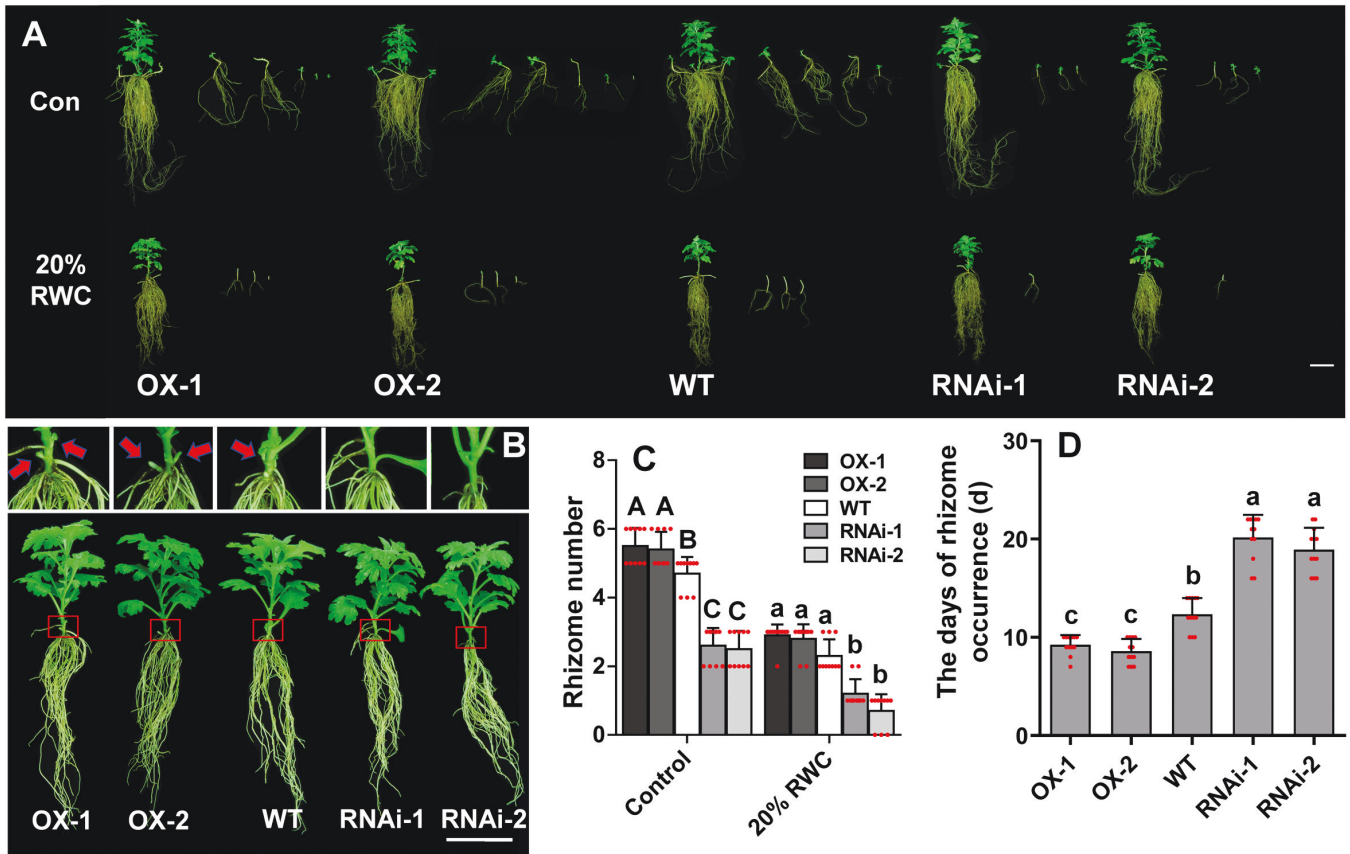 A
Con
20%
RWC
OX-1
OX-2
WT
RNAi-1
RNAi-2
B
OX-1
OX-2
WT
RNAi-1
RNAi-2
C
Rhizome number
8
6
4
2
0
A
A
B
C
C
a
a
a
b
b
OX-1
OX-2
WT
RNAi-1
RNAi-2
Control
20% RWC
D
The days of rhizome
occurrence (d)
30
20
10
0
c
c
b
a
a
OX-1
OX-2
WT
RNAi-1
RNAi-2